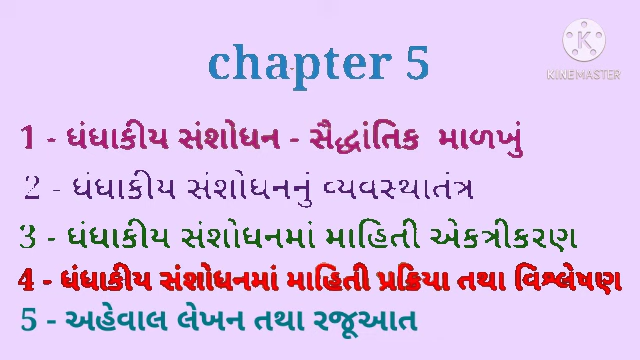 chapter 5
KINEMASTER
1 - ધંધાકીય સંશોધન - સૈદ્ધાંતિક માળખું
2 - ધંધાકીય સંશોધનનું વ્યવસ્થાતંત્ર
3 - ધંધાકીય સંશોધનમાં માહિતી એકત્રીકરણ
4 - ધંધાકીય સંશોધનમાં માહિતી પ્રક્રિયા તથા વિશ્લેષણ
5 - અહેવાલ લેખન તથા રજૂઆત